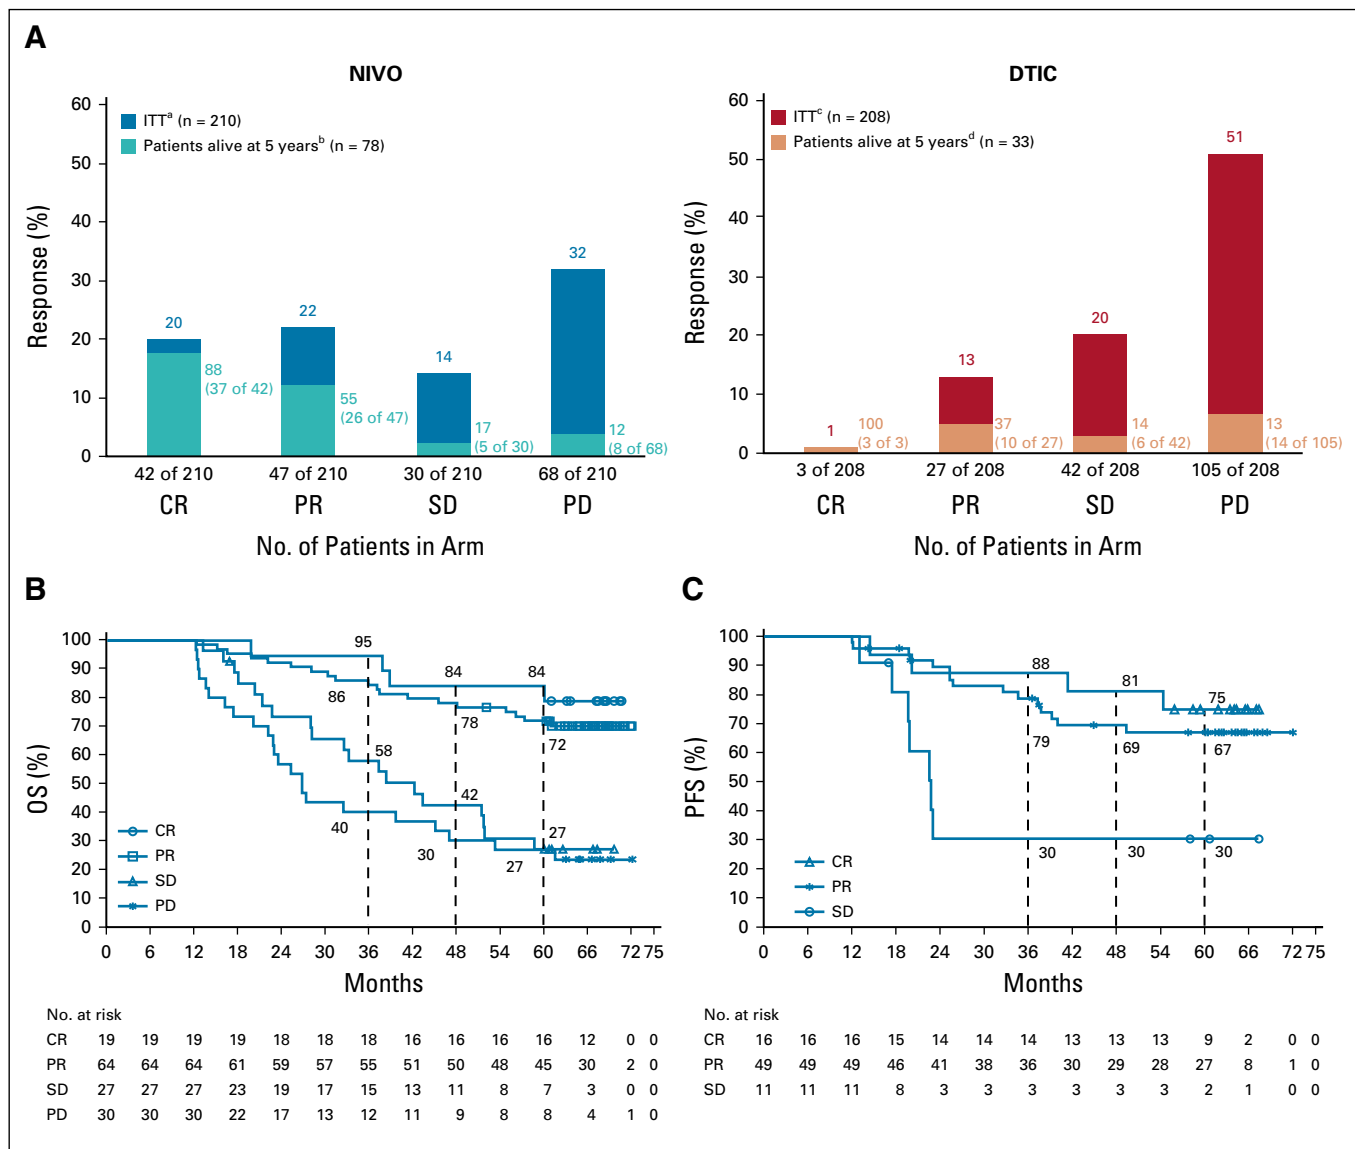 A
NIVO
60
50
40
30
20
10
0
Response (%)
ITTa (n = 210)
Patients alive at 5 yearsb (n = 78)
20
22
14
32
88
(37 of 42)
55
(26 of 47)
17
(5 of 30)
12
(8 of 68)
42 of 210
47 of 210
30 of 210
68 of 210
CR
PR
SD
PD
No. of Patients in Arm
DTIC
60
50
40
30
20
10
0
Response (%)
ITTc (n = 208)
Patients alive at 5 yearsd (n = 33)
1
13
20
51
100
(3 of 3)
37
(10 of 27)
14
(6 of 42)
13
(14 of 105)
3 of 208
27 of 208
42 of 208
105 of 208
CR
PR
SD
PD
No. of Patients in Arm
B
100
90
80
70
60
50
40
30
20
10
0
OS (%)
95
84
84
86
78
72
58
42
27
40
30
27
CR
PR
SD
PD
0 6 12 18 24 30 36 42 48 54 60 66 72 75
Months
No. at risk
CR 19 19 19 19 18 18 18 16 16 16 16 12 0 0
PR 64 64 64 61 59 57 55 51 50 48 45 30 2 0
SD 27 27 27 23 19 17 15 13 11 8 7 3 0 0
PD 30 30 30 22 17 13 12 11 9 8 8 4 1 0
C
100
90
80
70
60
50
40
30
20
10
0
PFS (%)
88
81
75
79
69
67
30
30
30
CR
PR
SD
0 6 12 18 24 30 36 42 48 54 60 66 72 75
Months
No. at risk
CR 16 16 16 15 14 14 14 13 13 13 9 2 0 0
PR 49 49 49 46 41 38 36 30 29 28 27 8 1 0
SD 11 11 11 8 3 3 3 3 3 3 2 1 0 0